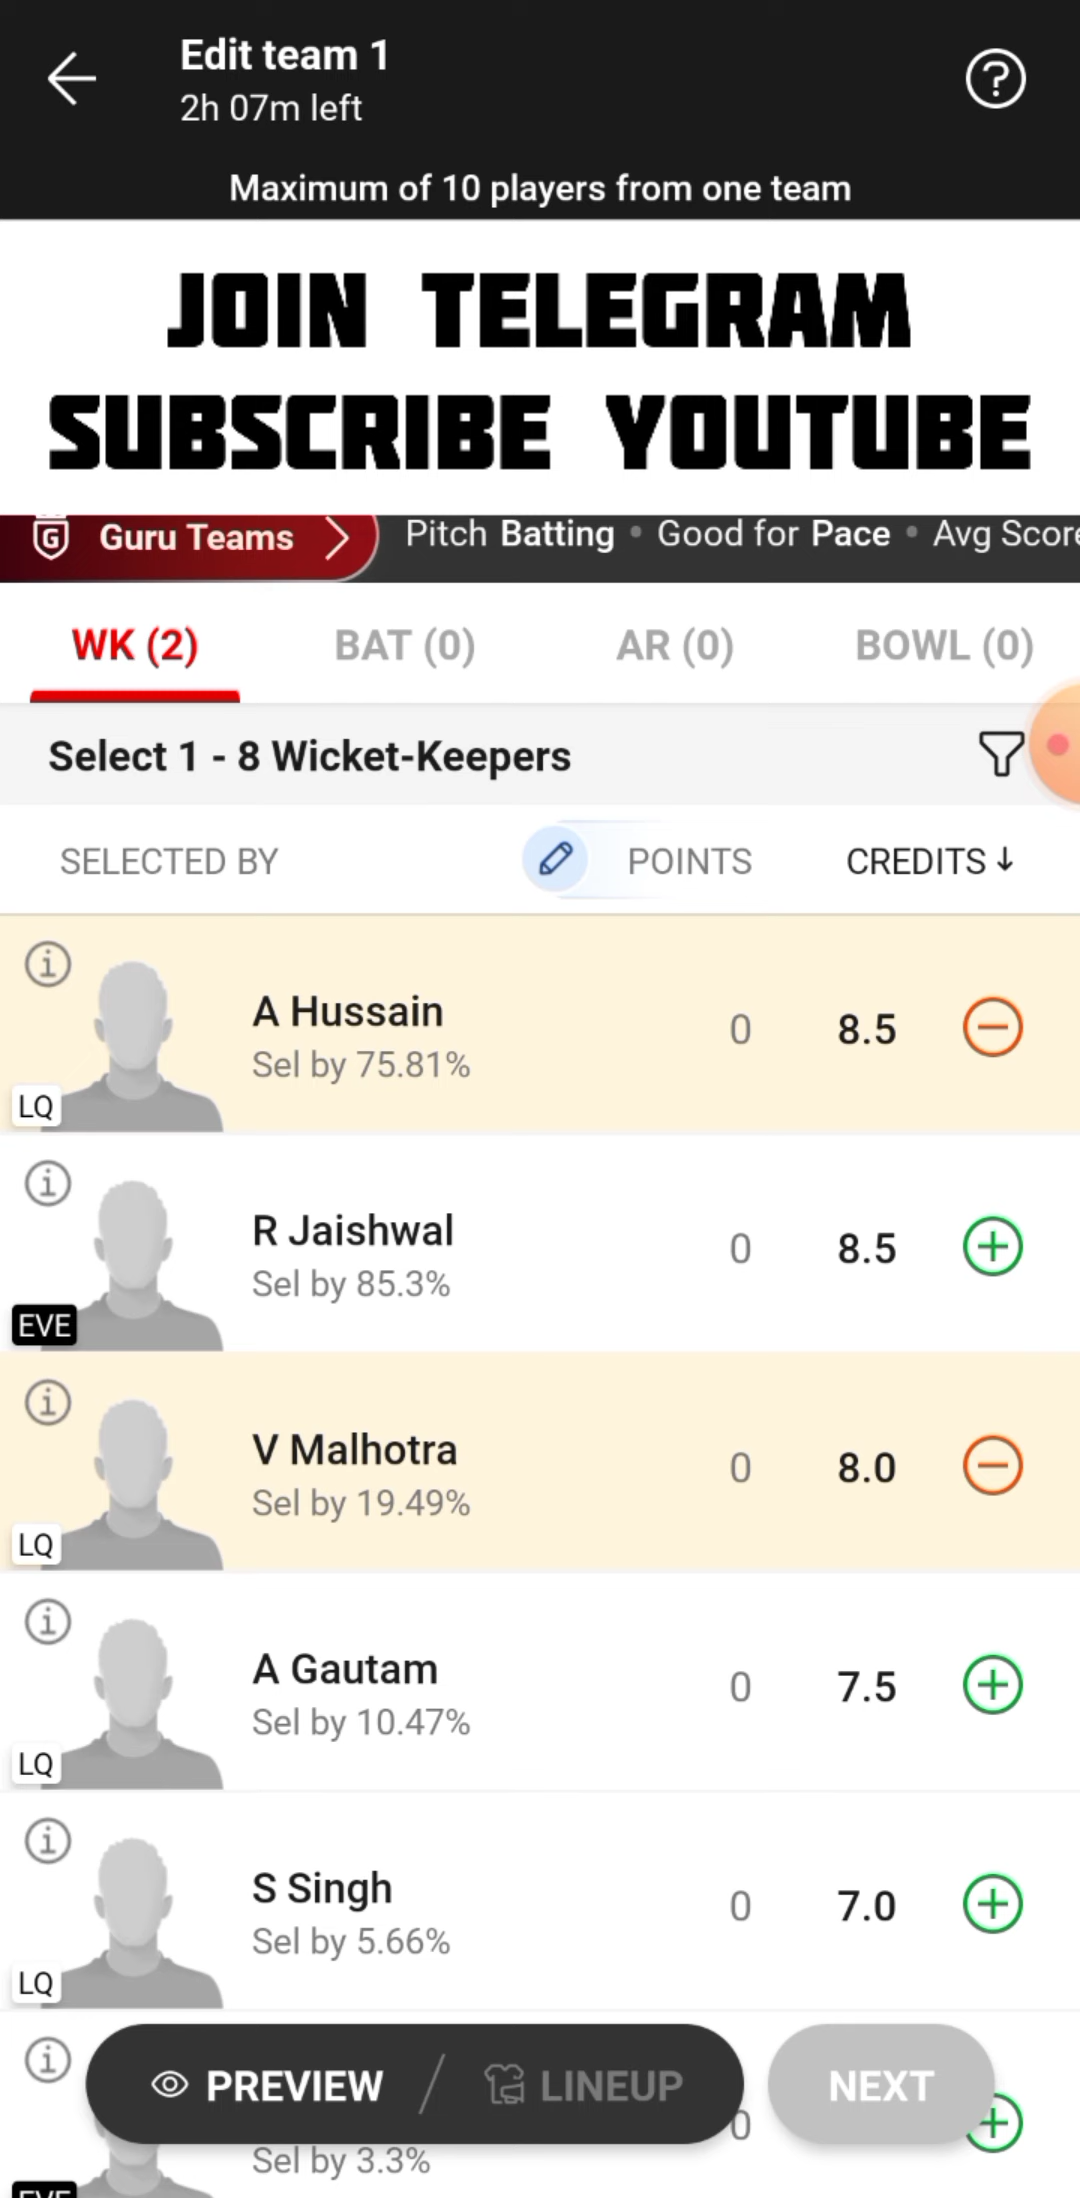 Edit team 1
2h 07m left
Maximum of 10 players from one team
JOIN TELEGRAM
SUBSCRIBE YOUTUBE
G Guru Teams Pitch Batting • Good for Pace • Avg Score
WK (2) BAT (0) AR (0) BOWL (0)
Select 1 - 8 Wicket-Keepers
SELECTED BY POINTS CREDITS ↓
A Hussain 0 8.5
Sel by 75.81%
LQ
R Jaishwal 0 8.5
Sel by 85.3%
EVE
V Malhotra 0 8.0
Sel by 19.49%
LQ
A Gautam 0 7.5
Sel by 10.47%
LQ
S Singh 0 7.0
Sel by 5.66%
LQ
PREVIEW / LINEUP NEXT
0
Sel by 3.3%
EVE